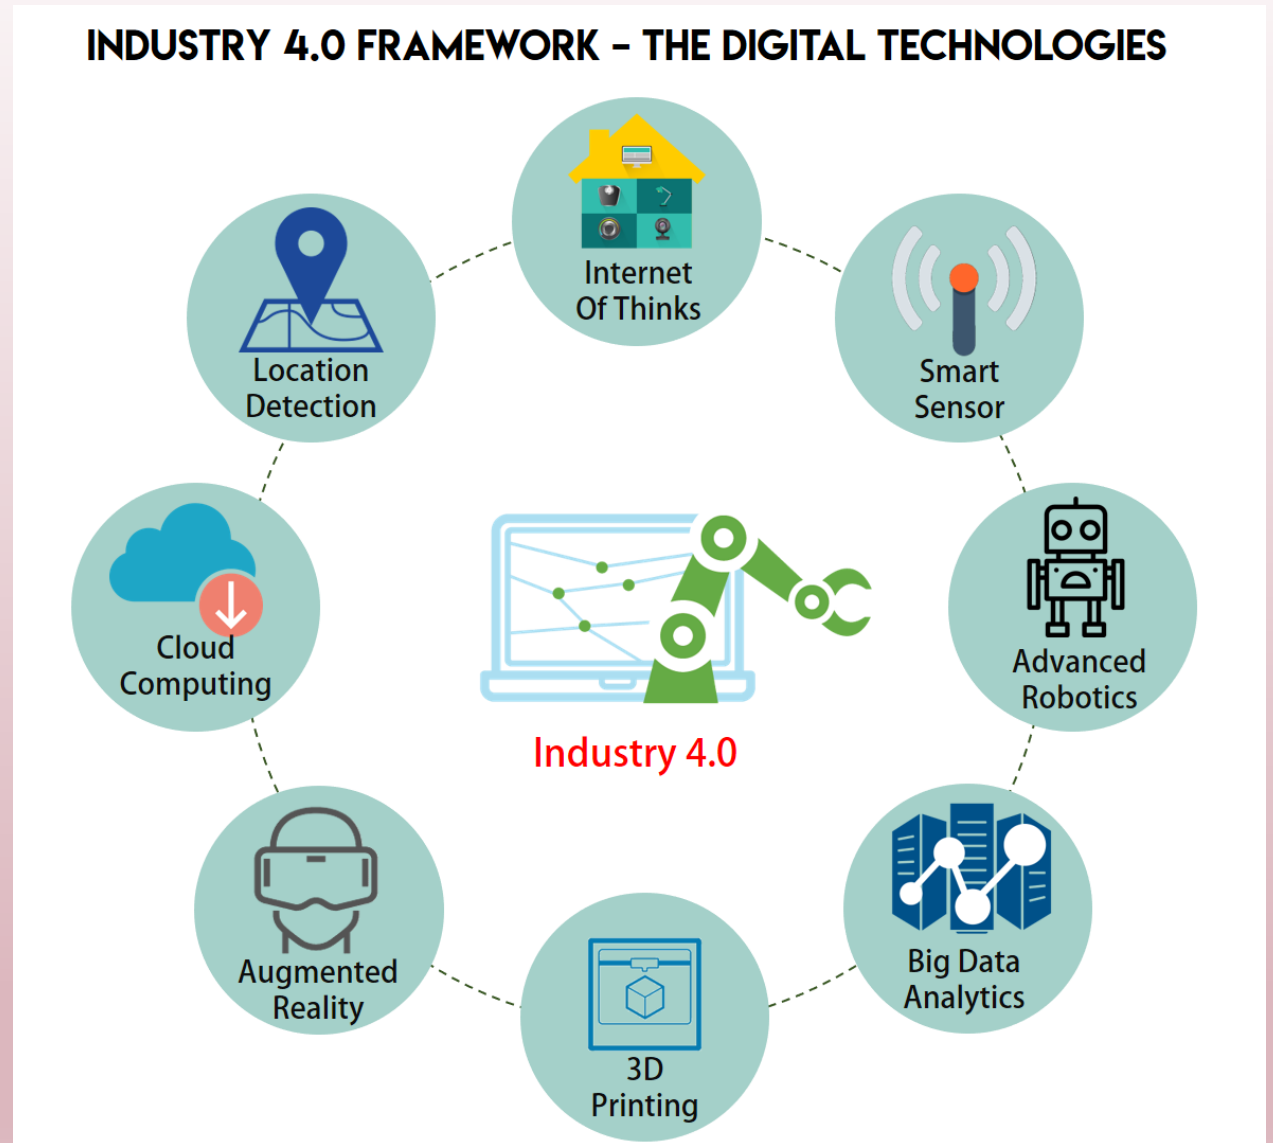 INDUSTRY 4.0 FRAMEWORK – THE DIGITAL TECHNOLOGIES
Internet
Of Thinks
Smart
Sensor
Advanced
Robotics
Big Data
Analytics
3D
Printing
Augmented
Reality
Cloud
Computing
Location
Detection
Industry 4.0